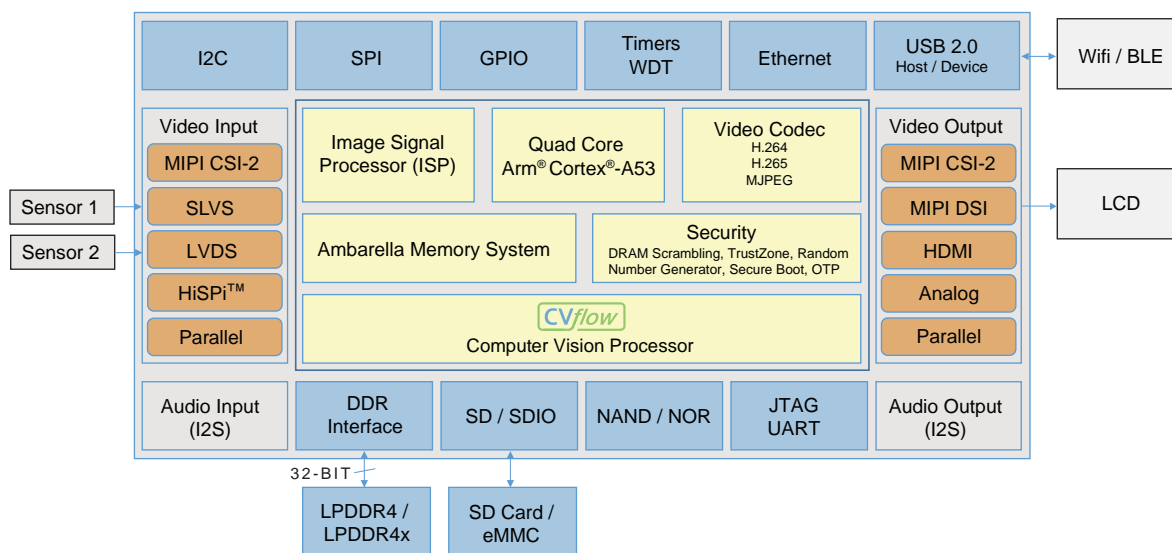 I2C
SPI
GPIO
Timers
WDT
Ethernet
USB 2.0
Host / Device
Wifi / BLE
Video Input
MIPI CSI-2
SLVS
LVDS
HiSPi™
Parallel
Sensor 1
Sensor 2
Image Signal
Processor (ISP)
Quad Core
Arm® Cortex®-A53
Video Codec
H.264
H.265
MJPEG
Ambarella Memory System
Security
DRAM Scrambling, TrustZone, Random
Number Generator, Secure Boot, OTP
CVflow
Computer Vision Processor
Video Output
MIPI CSI-2
MIPI DSI
HDMI
Analog
Parallel
LCD
Audio Input
(I2S)
DDR
Interface
SD / SDIO
NAND / NOR
JTAG
UART
Audio Output
(I2S)
32-BIT
LPDDR4 /
LPDDR4x
SD Card /
eMMC